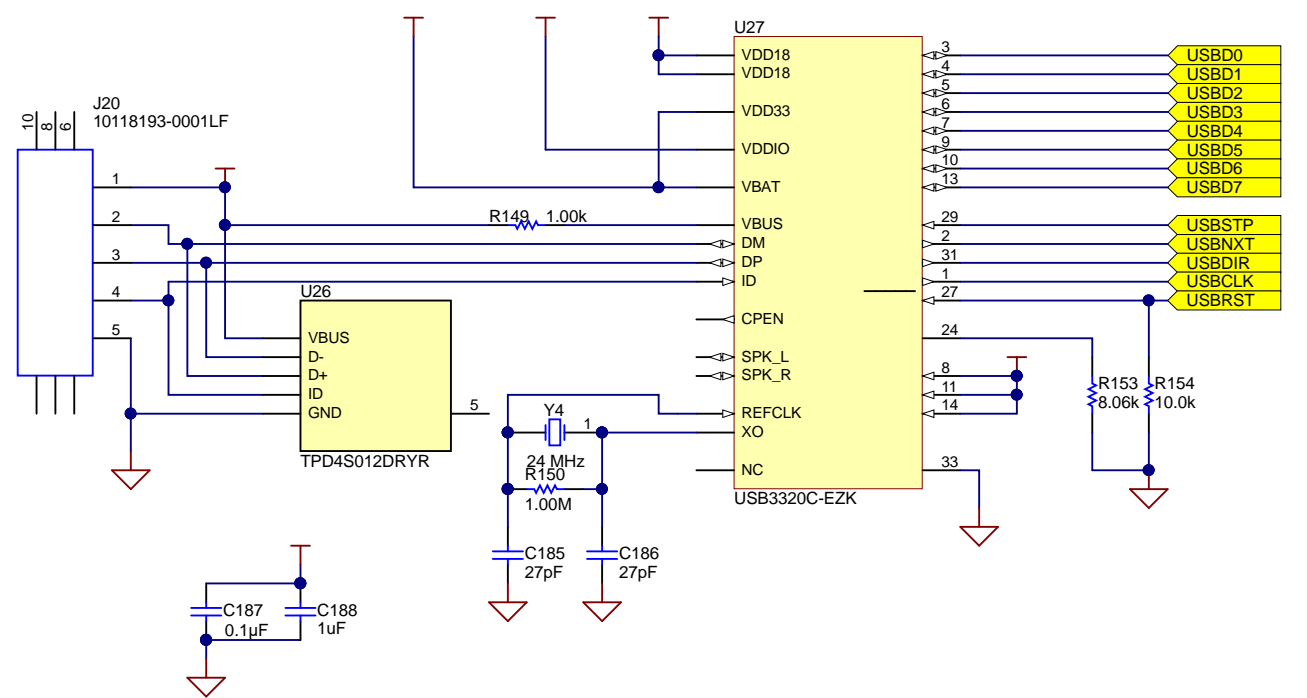 U27
J20
10118193-0001LF
10
8
6
1
2
3
4
5
R149 1.00k
VDD18
VDD18
VDD33
VDDIO
VBAT
VBUS
DM
DP
ID
CPEN
SPK_L
SPK_R
REFCLK
XO
NC
3 USBD0
4 USBD1
5 USBD2
6 USBD3
7 USBD4
9 USBD5
10 USBD6
13 USBD7
29 USBSTP
2 USBNXT
31 USBDIR
1 USBCLK
27 USBRST
24
8
11
14
33
USB3320C-EZK
R153
8.06k
R154
10.0k
U26
VBUS
D-
D+
ID
GND
5
TPD4S012DRYR
Y4
1
24 MHz
R150
1.00M
C185
27pF
C186
27pF
C187
0.1µF
C188
1uF